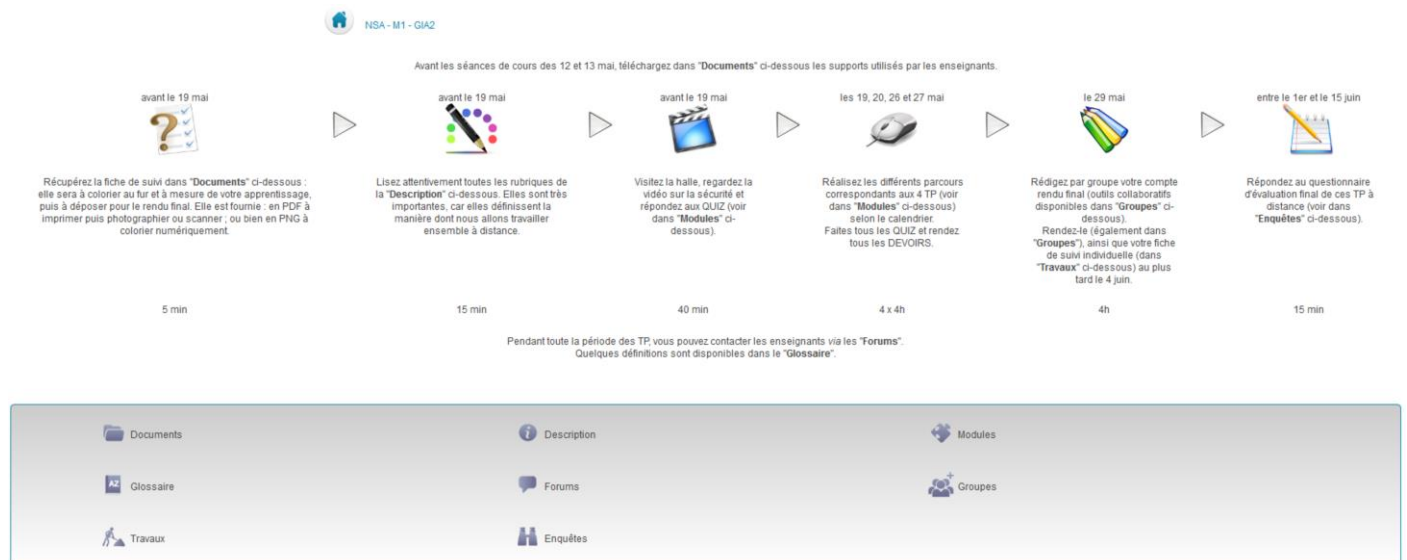 NSA - M1 - GIA2
Avant les séances de cours des 12 et 13 mai, téléchargez dans "Documents" ci-dessous les supports utilisés par les enseignants.
avant le 19 mai
Récupérez la fiche de suivi dans "Documents" ci-dessous :
elle sera à colorier au fur et à mesure de votre apprentissage,
puis à déposer pour le rendu final. Elle est fournie : en PDF à
imprimer puis photographier ou scanner ; ou bien en PNG à
colorier numériquement.
5 min
avant le 19 mai
Lisez attentivement toutes les rubriques de
la "Description" ci-dessous. Elles sont très
importantes, car elles définissent la
manière dont nous allons travailler
ensemble à distance.
15 min
avant le 19 mai
Visitez la halle, regardez la
vidéo sur la sécurité et
répondez aux QUIZ (voir
dans "Modules" ci-
dessous).
40 min
les 19, 20, 26 et 27 mai
Réalisez les différents parcours
correspondants aux 4 TP (voir
dans "Modules" ci-dessous)
selon le calendrier.
Faites tous les QUIZ et rendez
tous les DEVOIRS.
4 x 4h
le 29 mai
Rédigez par groupe votre compte
rendu final (outils collaboratifs
disponibles dans "Groupes" ci-
dessous).
Rendez-le (également dans
"Groupes"), ainsi que votre fiche
de suivi individuelle (dans
"Travaux" ci-dessous) au plus
tard le 4 juin.
4h
entre le 1er et le 15 juin
Répondez au questionnaire
d'évaluation final de ces TP à
distance (voir dans
"Enquêtes" ci-dessous).
15 min
Pendant toute la période des TP, vous pouvez contacter les enseignants via les "Forums".
Quelques définitions sont disponibles dans le "Glossaire".
Documents
Description
Modules
AZ
Glossaire
Forums
Groupes
Travaux
Enquêtes